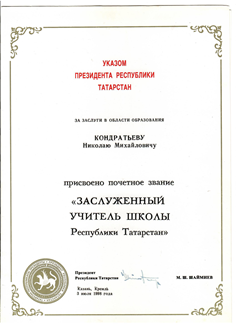 УКАЗОМ
ПРЕЗИДЕНТА РЕСПУБЛИКИ
ТАТАРСТАН
ЗА ЗАСЛУГИ В ОБЛАСТИ ОБРАЗОВАНИЯ
КОНДРАТЬЕВУ
Николаю Михайловичу
присвоено почетное звание
«ЗАСЛУЖЕННЫЙ
УЧИТЕЛЬ ШКОЛЫ
Республики Татарстан»
Президент
Республики Татарстан
М. Ш. ШАЙМИЕВ
Казань, Кремль